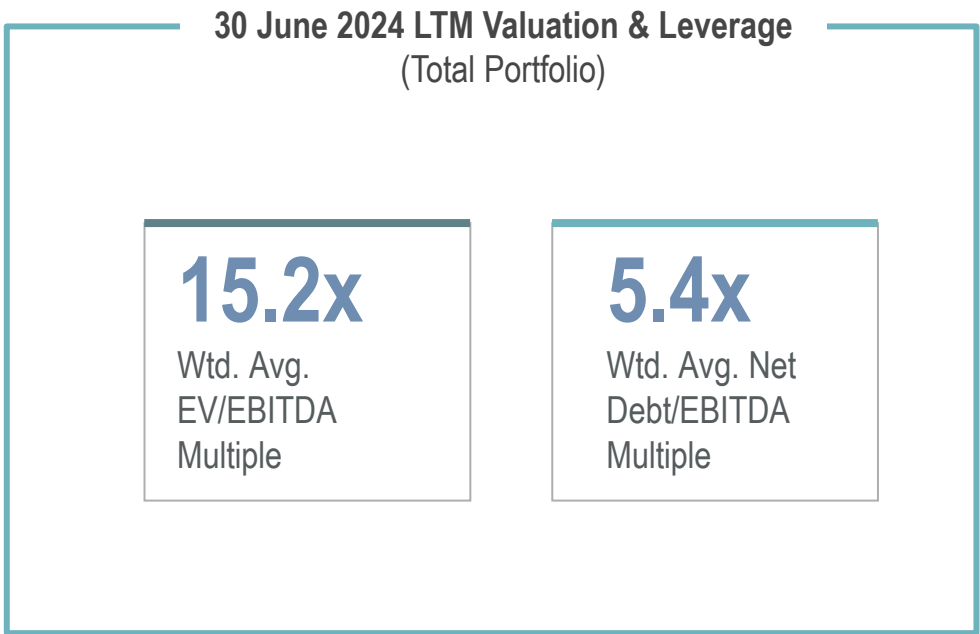 30 June 2024 LTM Valuation & Leverage
(Total Portfolio)
15.2x
Wtd. Avg.
EV/EBITDA
Multiple
5.4x
Wtd. Avg. Net
Debt/EBITDA
Multiple